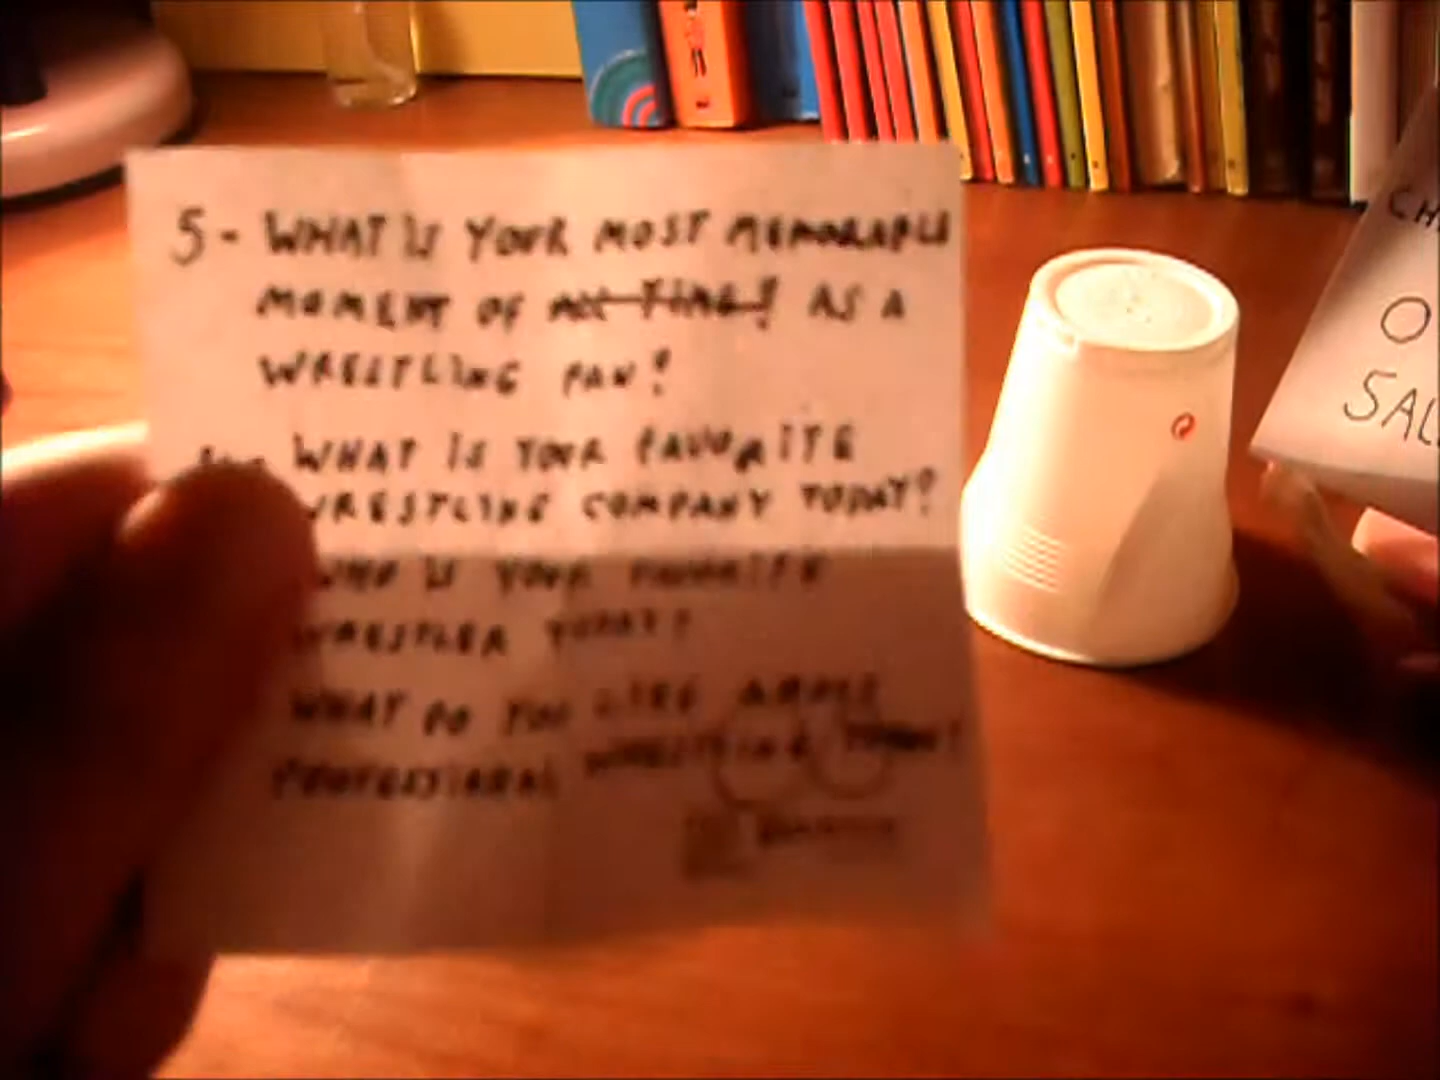 5- WHAT IS YOUR MOST MEMORABLE
MOMENT OF ALL TIME? AS A
WRESTLING FAN?
WHAT IS YOUR FAVORITE
WRESTLING COMPANY TODAY?
WHO IS YOUR FAVORITE
WRESTLER TODAY?
WHAT DO YOU LIKE ABOUT
PROFESSIONAL WRESTLING TODAY?
CH
O
SAL